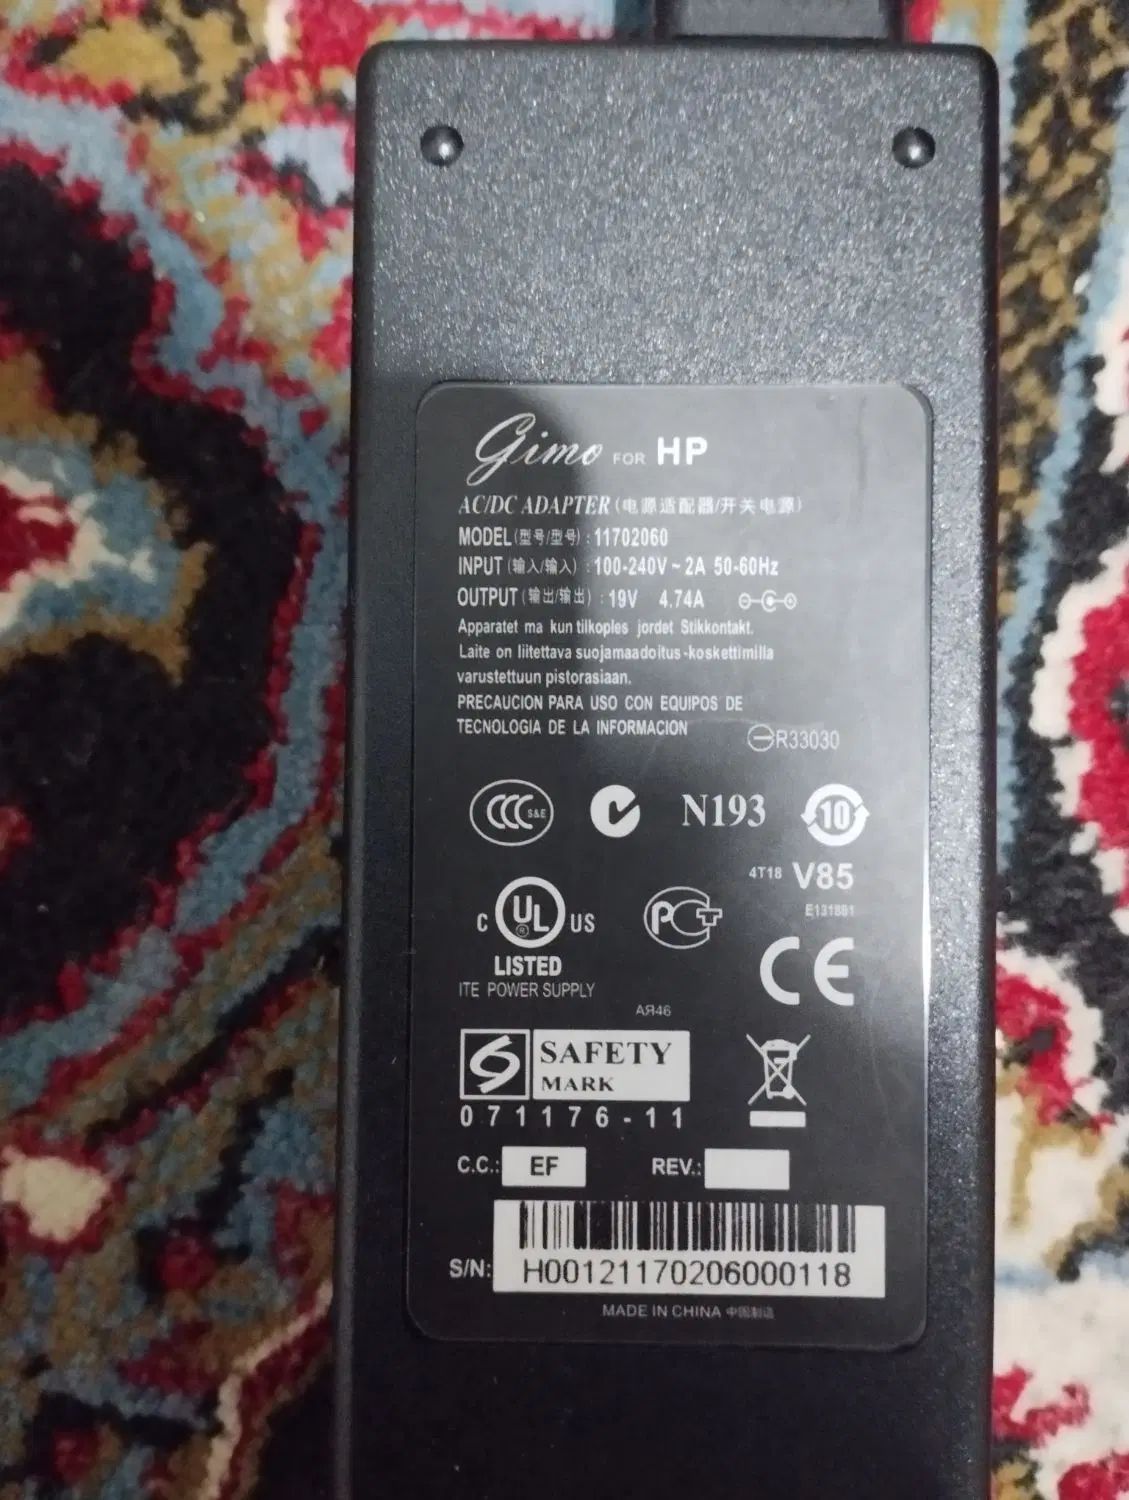 Gimo FOR HP
AC/DC ADAPTER (电源适配器/开关电源)
MODEL(型号/型号) : 11702060
INPUT (输入/输入) : 100-240V ~ 2A 50-60Hz
OUTPUT (输出/输出) : 19V 4.74A
Apparatet ma kun tilkoples jordet Stikkontakt.
Laite on liitettava suojamaadoitus-koskettimilla
varustettuun pistorasiaan.
PRECAUCION PARA USO CON EQUIPOS DE
TECNOLOGIA DE LA INFORMACION
R33030
CCC S&E N193 10
4T18 V85
E131881
C UL ® US PCT
LISTED CE
ITE POWER SUPPLY
AЯ46
SAFETY
MARK
071176-11
C.C.: EF REV.:
S/N: H00121170206000118
MADE IN CHINA 中国制造